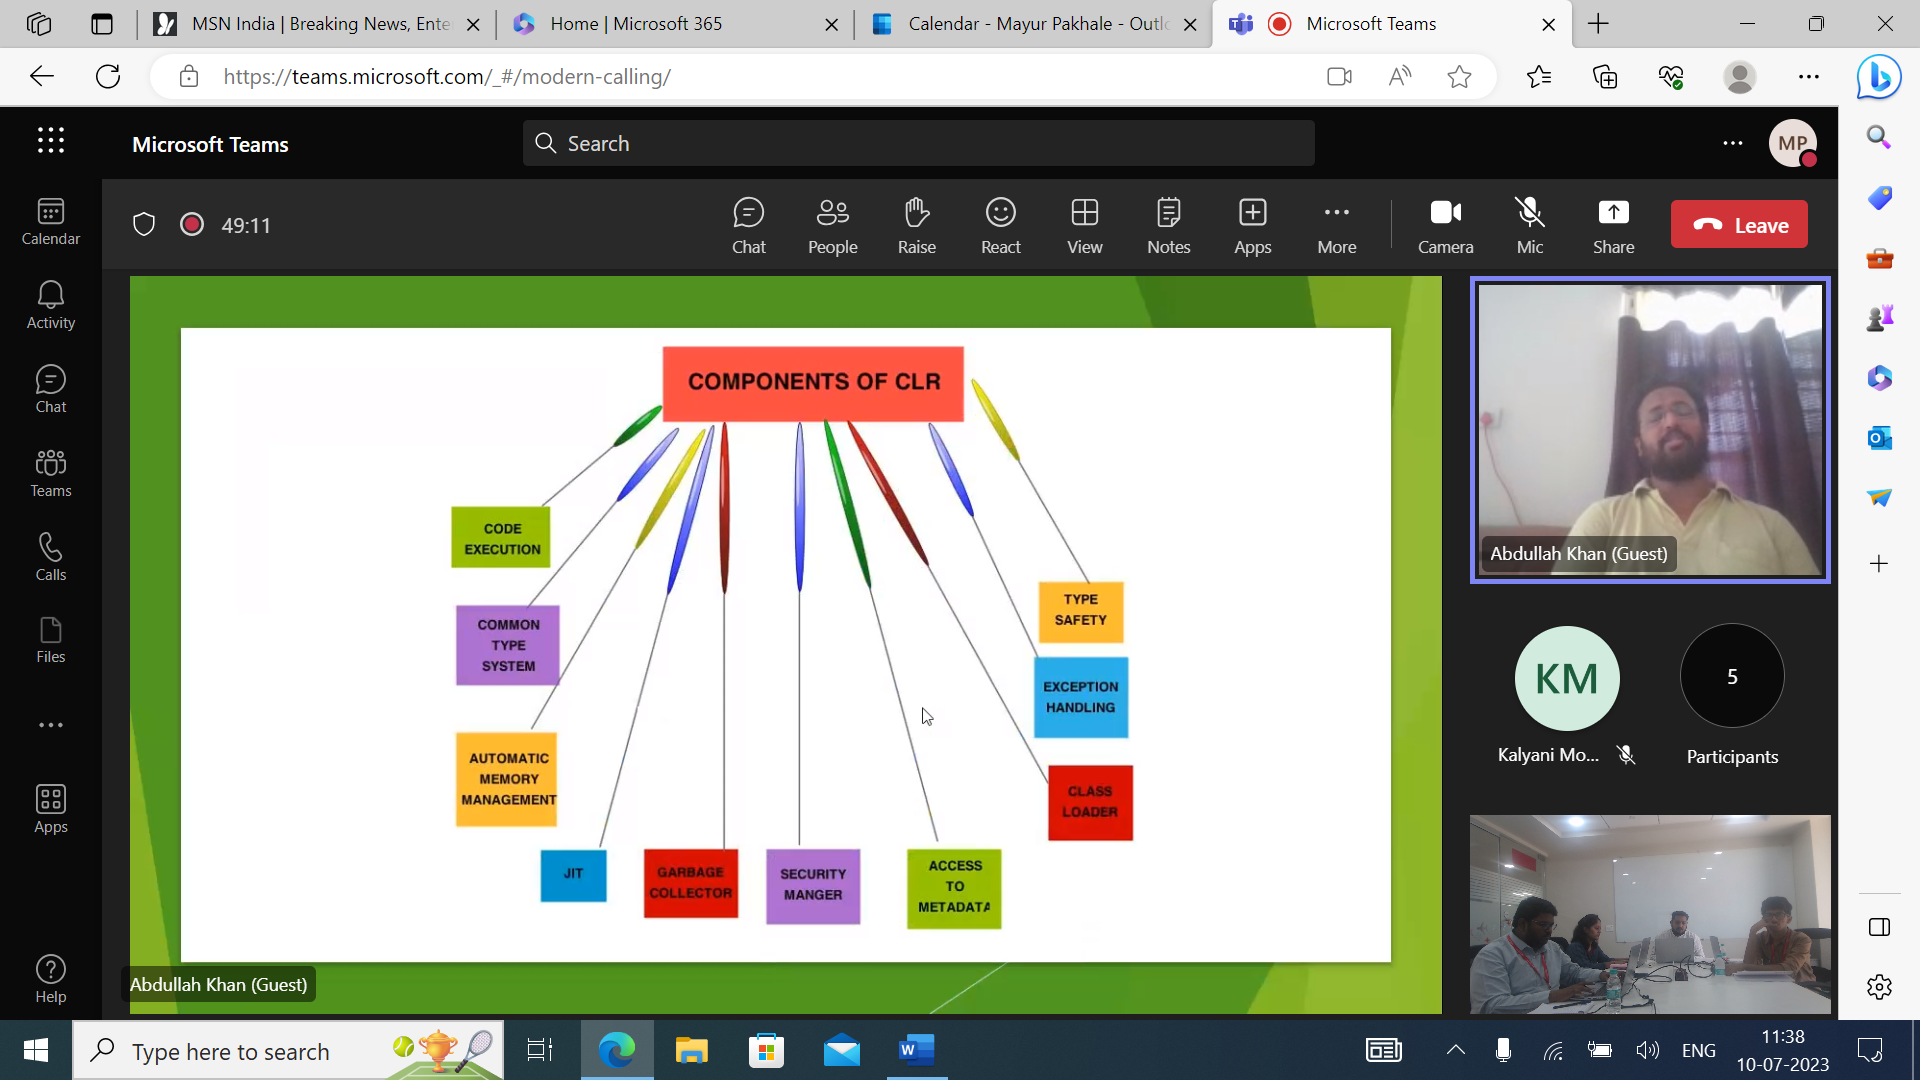 MSN India | Breaking News, Ente
Home | Microsoft 365
Calendar - Mayur Pakhale - Outlo
Microsoft Teams
https://teams.microsoft.com/_#/modern-calling/
Microsoft Teams
Search
MP
49:11
Chat
People
Raise
React
View
Notes
Apps
More
Camera
Mic
Share
Leave
Calendar
Activity
Chat
Teams
Calls
Files
Apps
Help
COMPONENTS OF CLR
CODE
EXECUTION
COMMON
TYPE
SYSTEM
AUTOMATIC
MEMORY
MANAGEMENT
JIT
GARBAGE
COLLECTOR
SECURITY
MANGER
ACCESS
TO
METADATA
CLASS
LOADER
EXCEPTION
HANDLING
TYPE
SAFETY
Abdullah Khan (Guest)
Abdullah Khan (Guest)
KM
Kalyani Mo...
5
Participants
Type here to search
ENG
11:38
10-07-2023